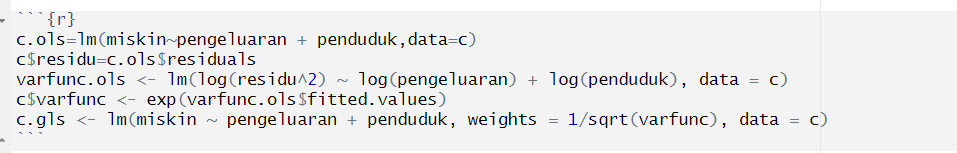 ```{r}
c.ols=lm(miskin~pengeluaran + penduduk,data=c)
c$residu=c.ols$residuals
varfunc.ols <- lm(log(residu^2) ~ log(pengeluaran) + log(penduduk), data = c)
c$varfunc <- exp(varfunc.ols$fitted.values)
c.gls <- lm(miskin ~ pengeluaran + penduduk, weights = 1/sqrt(varfunc), data = c)
```